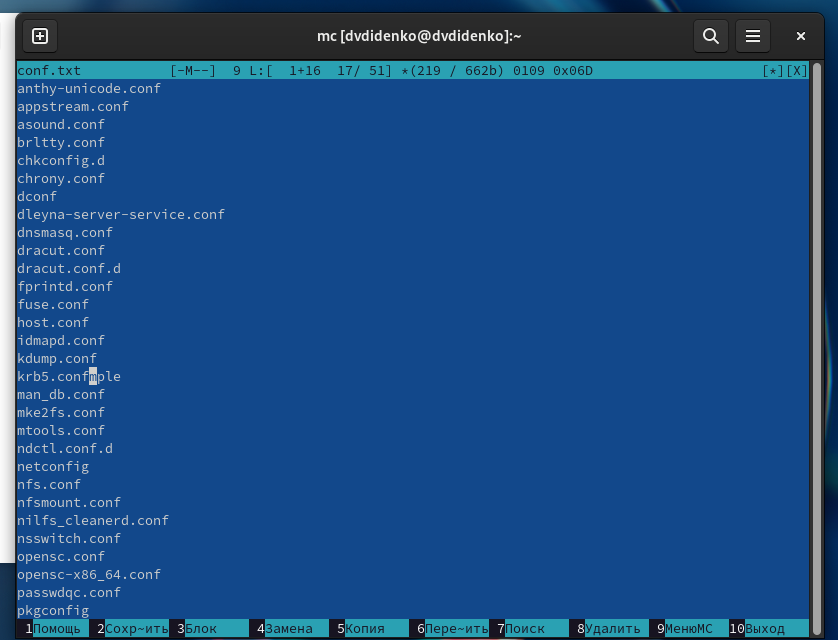 mc [dvdidenko@dvdidenko]:~
conf.txt [-M--] 9 L:[ 1+16 17/ 51] *(219 / 662b) 0109 0x06D [*][X]
anthy-unicode.conf
appstream.conf
asound.conf
brltty.conf
chkconfig.d
chrony.conf
dconf
dleyna-server-service.conf
dnsmasq.conf
dracut.conf
dracut.conf.d
fprintd.conf
fuse.conf
host.conf
idmapd.conf
kdump.conf
krb5.confmple
man_db.conf
mke2fs.conf
mtools.conf
ndctl.conf.d
netconfig
nfs.conf
nfsmount.conf
nilfs_cleanerd.conf
nsswitch.conf
opensc.conf
opensc-x86_64.conf
passwdqc.conf
pkgconfig
1Помощь 2Сохр~ить 3Блок 4Замена 5Копия 6Пере~ить 7Поиск 8Удалить 9МенюMC 10Выход